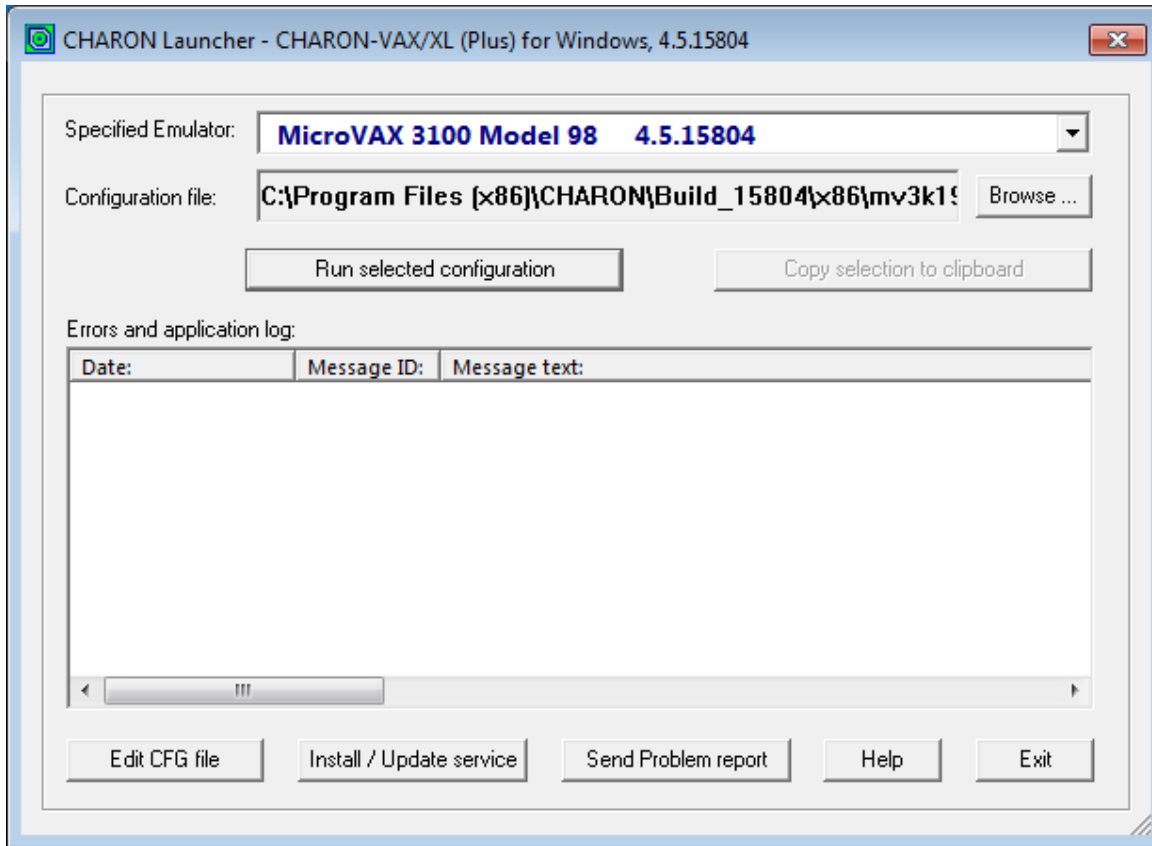 CHARON Launcher - CHARON-VAX/XL (Plus) for Windows, 4.5.15804
Specified Emulator: MicroVAX 3100 Model 98 4.5.15804
Configuration file: C:\Program Files (x86)\CHARON\Build_15804\x86\mv3k19 Browse ...
Run selected configuration Copy selection to clipboard
Errors and application log:
Date: Message ID: Message text:
Edit CFG file Install / Update service Send Problem report Help Exit